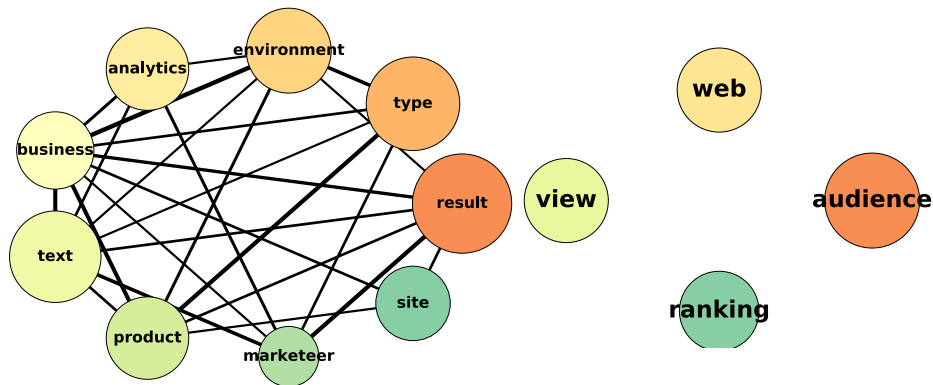 environment
analytics
web
type
business
view
audience
result
text
site
ranking
product
marketeer